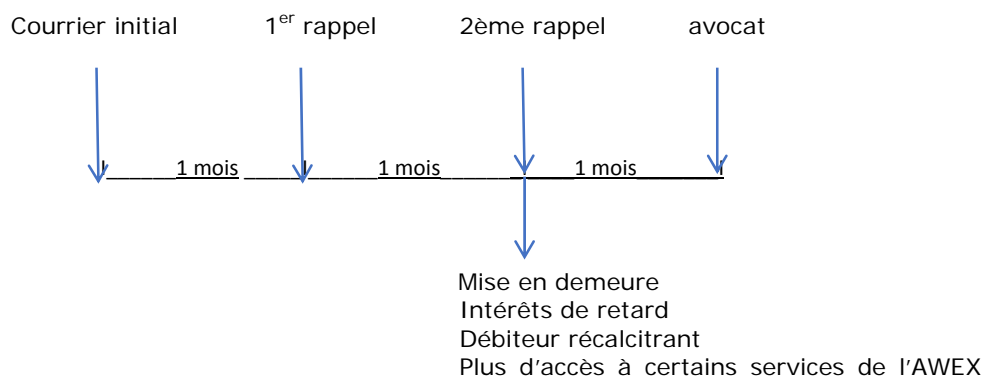 Courrier initial 1er rappel 2ème rappel avocat
1 mois 1 mois 1 mois
Mise en demeure
Intérêts de retard
Débiteur récalcitrant
Plus d'accès à certains services de l'AWEX